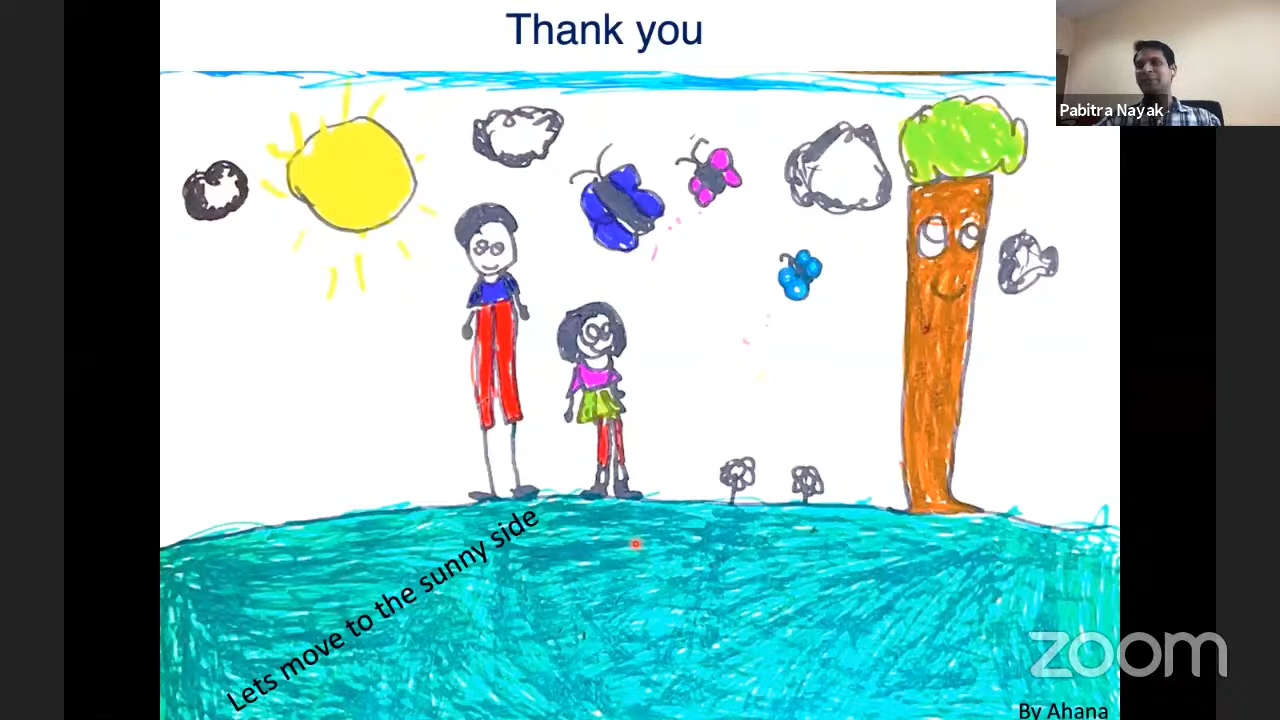 Thank you
Pabitra Nayak
Lets move to the sunny side
zoom
By Ahana